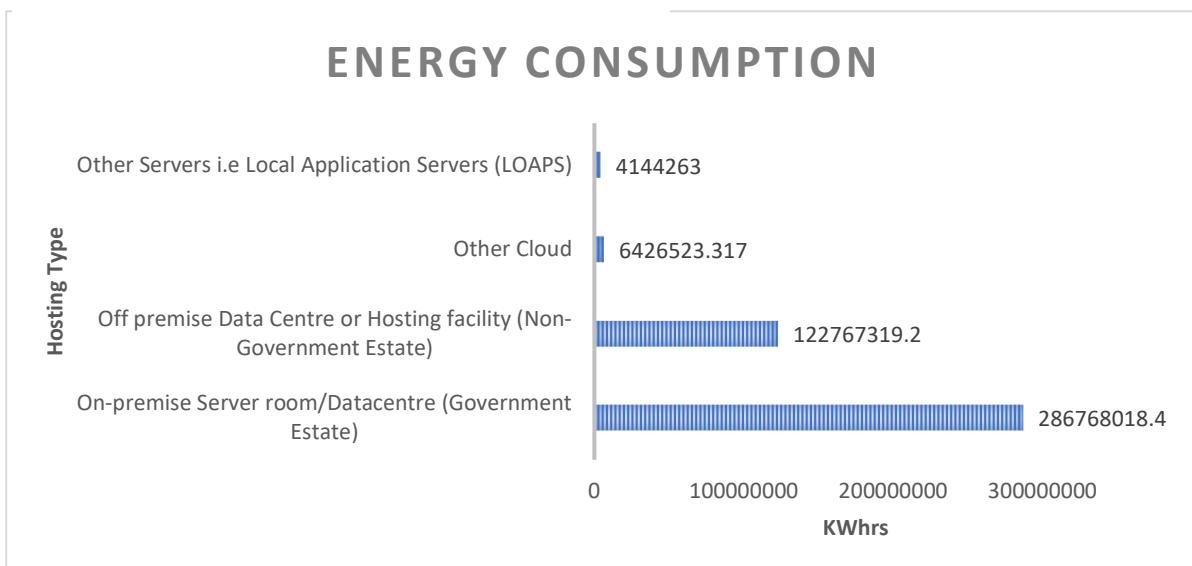 ENERGY CONSUMPTION
Other Servers i.e Local Application Servers (LOAPS)
4144263
Other Cloud
6426523.317
Off premise Data Centre or Hosting facility (Non-
Government Estate)
122767319.2
On-premise Server room/Datacentre (Government
Estate)
286768018.4
Hosting Type
0 100000000 200000000 300000000
KWhrs